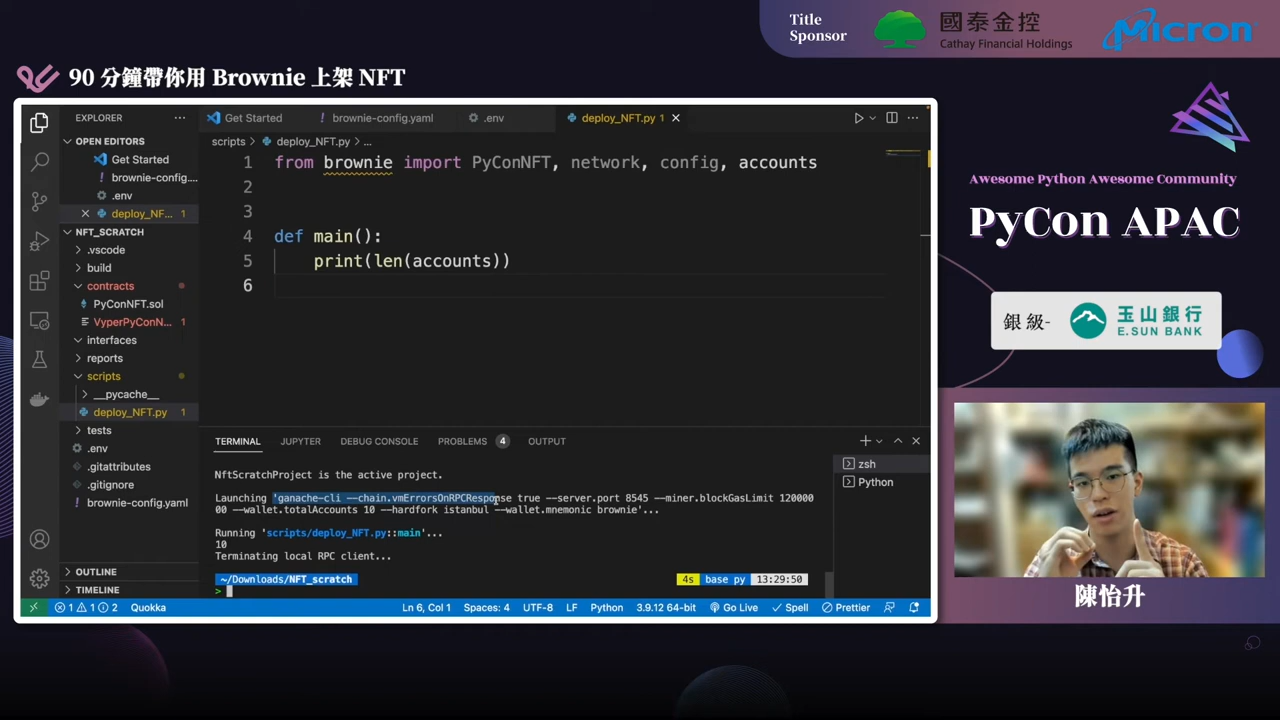 Title
Sponsor
國泰金控
Cathay Financial Holdings
Micron
90 分鐘帶你用 Brownie 上架 NFT
EXPLORER
Get Started
brownie-config.yaml
.env
deploy_NFT.py 1
OPEN EDITORS
scripts > deploy_NFT.py > ...
Get Started
brownie-config....
.env
deploy_NF... 1
NFT_SCRATCH
.vscode
build
contracts
PyConNFT.sol
VyperPyConN... 1
interfaces
reports
scripts
__pycache__
deploy_NFT.py 1
tests
.env
.gitattributes
.gitignore
brownie-config.yaml
OUTLINE
TIMELINE
1 from brownie import PyConNFT, network, config, accounts
2
3
4 def main():
5 print(len(accounts))
6
TERMINAL JUPYTER DEBUG CONSOLE PROBLEMS 4 OUTPUT
NftScratchProject is the active project.
Launching 'ganache-cli --chain.vmErrorsOnRPCResponse true --server.port 8545 --miner.blockGasLimit 120000
00 --wallet.totalAccounts 10 --hardfork istanbul --wallet.mnemonic brownie'...
Running 'scripts/deploy_NFT.py::main'...
10
Terminating local RPC client...
~/Downloads/NFT_scratch 4s base py 13:29:50
>
zsh
Python
1 1 2 Quokka Ln 6, Col 1 Spaces: 4 UTF-8 LF Python 3.9.12 64-bit Go Live Spell Prettier
Awesome Python Awesome Community
PyCon APAC
銀級-
玉山銀行
E.SUN BANK
陳怡升